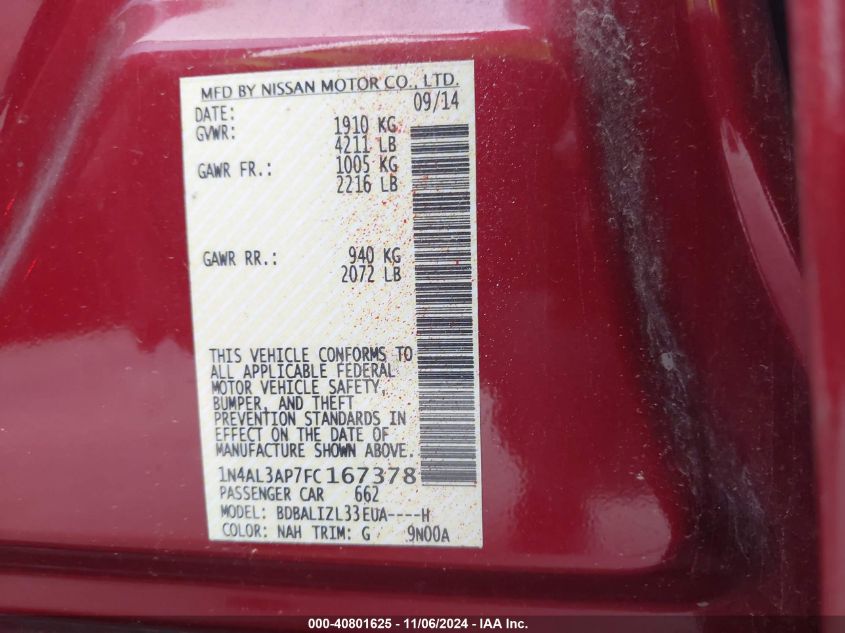 MFD BY NISSAN MOTOR CO., LTD.
DATE: 09/14
GVWR: 1910 KG
4211 LB
GAWR FR.: 1005 KG
2216 LB
GAWR RR.: 940 KG
2072 LB
THIS VEHICLE CONFORMS TO
ALL APPLICABLE FEDERAL
MOTOR VEHICLE SAFETY,
BUMPER, AND THEFT
PREVENTION STANDARDS IN
EFFECT ON THE DATE OF
MANUFACTURE SHOWN ABOVE.
1N4AL3AP7FC167378
PASSENGER CAR 662
MODEL: BDBALIZL33EUA----H
COLOR: NAH TRIM: G 9N00A
000-40801625 - 11/06/2024 - © IAA, Inc.